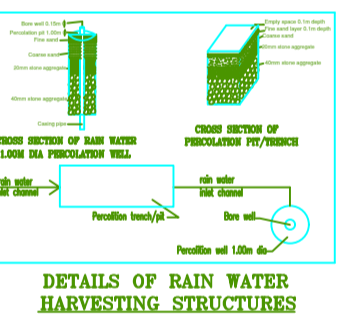 Bore well 0.15m
Percolation pit 1.00m
Fine sand
Coarse sand
20mm stone aggregate
40mm stone aggregate
Casing pipe
CROSS SECTION OF RAIN WATER
1.00M DIA PERCOLATION WELL
Empty space 0.1m depth
Fine sand layer 0.1m depth
Coarse sand
20mm stone aggregate
40mm stone aggregate
CROSS SECTION OF
PERCOLATION PIT/TRENCH
rain water
inlet channel
Percolition trench/pit
rain water
inlet channel
Bore well
Percolition well 1.00m dia
DETAILS OF RAIN WATER
HARVESTING STRUCTURES